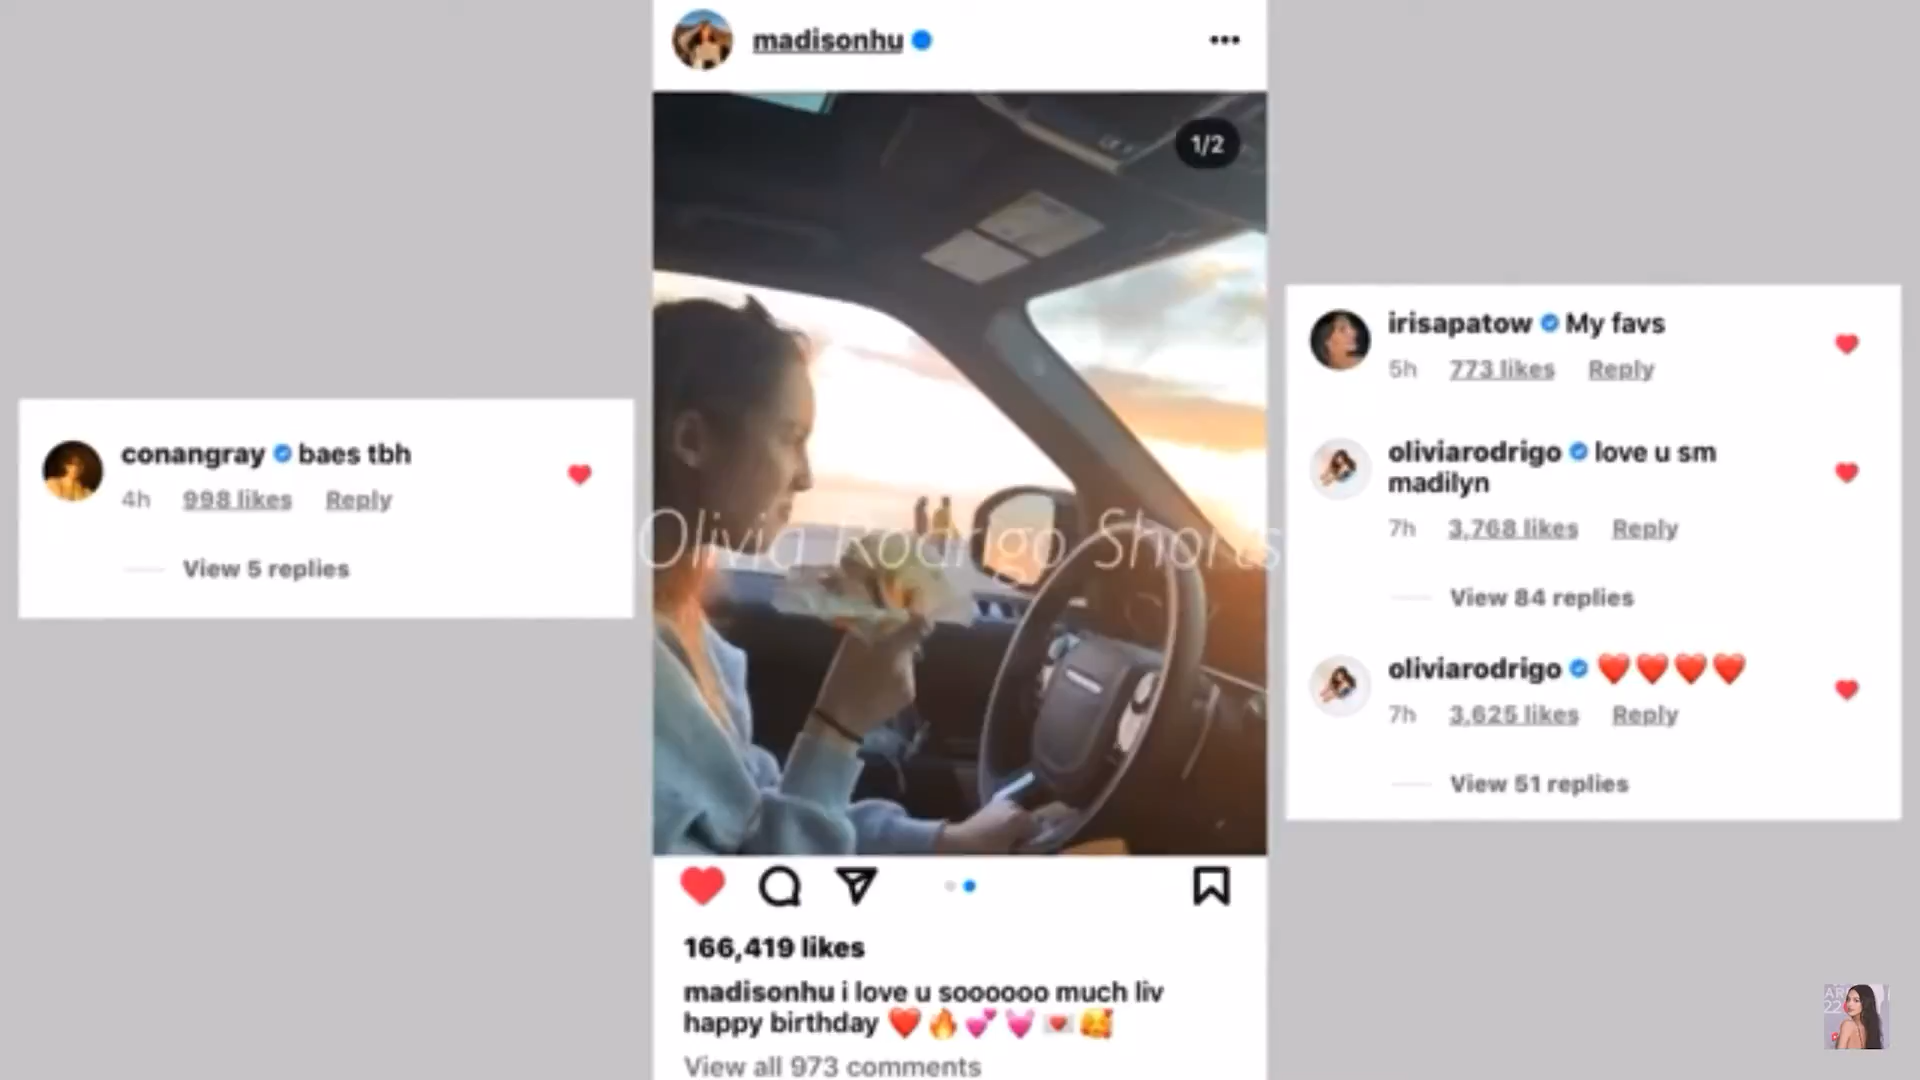 madisonhu
1/2
conangray baes tbh
4h 998 likes Reply
View 5 replies
Olivia Rodrigo Shorts
irisapatow My favs
5h 773 likes Reply
oliviarodrigo love u sm
madilyn
7h 3,768 likes Reply
View 84 replies
oliviarodrigo ❤️❤️❤️❤️
7h 3,625 likes Reply
View 51 replies
166,419 likes
madisonhu i love u soooooo much liv
happy birthday ❤️🔥💕💓💌🥰
View all 973 comments